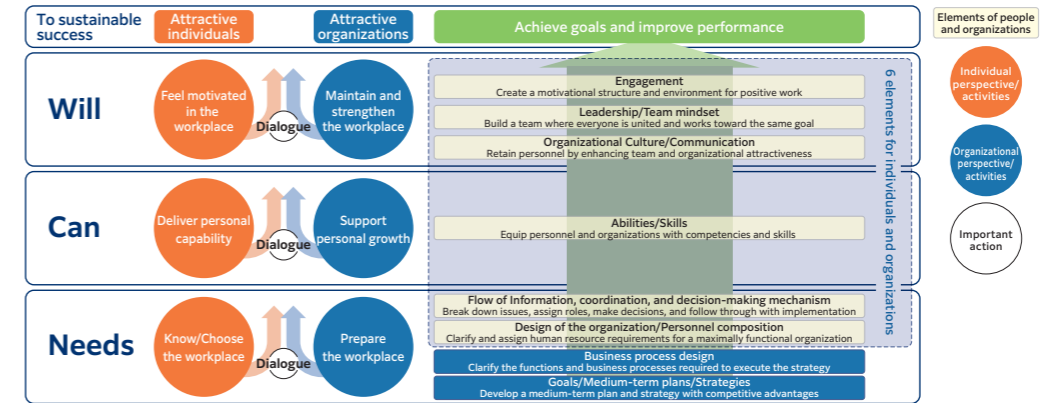 To sustainable
success
Attractive
individuals
Attractive
organizations
Achieve goals and improve performance
Elements of people
and organizations
Individual
perspective/
activities
Organizational
perspective/
activities
Important
action
Will
Feel motivated
in the
workplace
Dialogue
Maintain and
strengthen
the workplace
Engagement
Create a motivational structure and environment for positive work
Leadership/Team mindset
Build a team where everyone is united and works toward the same goal
Organizational Culture/Communication
Retain personnel by enhancing team and organizational attractiveness
Can
Deliver personal
capability
Dialogue
Support
personal growth
Abilities/Skills
Equip personnel and organizations with competencies and skills
Needs
Know/Choose
the workplace
Dialogue
Prepare
the workplace
Flow of Information, coordination, and decision-making mechanism
Break down issues, assign roles, make decisions, and follow through with implementation
Design of the organization/Personnel composition
Clarify and assign human resource requirements for a maximally functional organization
Business process design
Clarify the functions and business processes required to execute the strategy
Goals/Medium-term plans/Strategies
Develop a medium-term plan and strategy with competitive advantages
6 elements for individuals and organizations